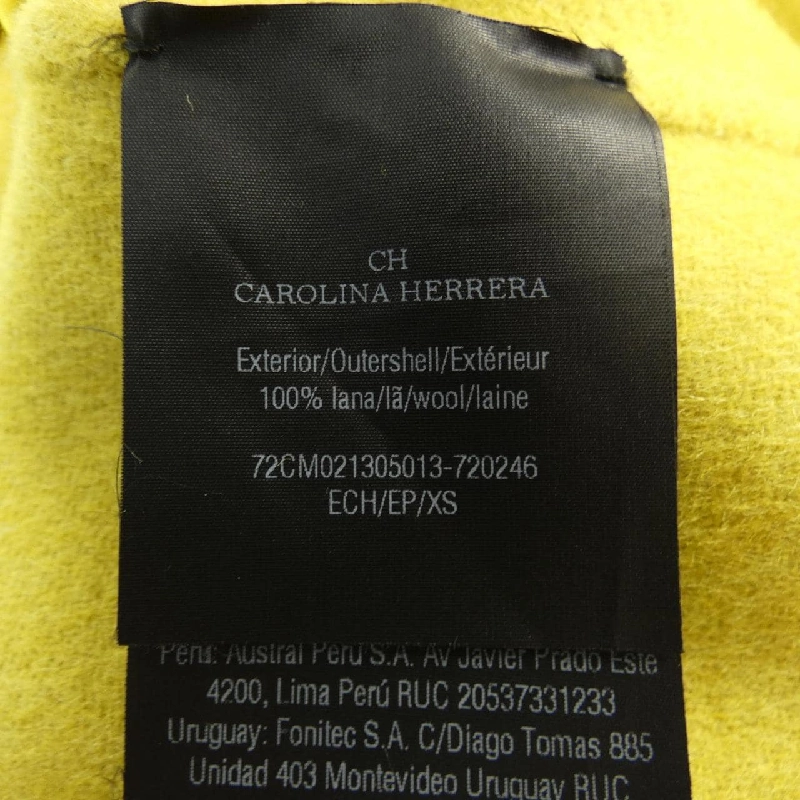 CH
CAROLINA HERRERA
Exterior/Outershell/Extérieur
100% lana/lã/wool/laine
72CM021305013-720246
ECH/EP/XS
Perú: Austral Perú S.A. Av Javier Prado Este
4200, Lima Perú RUC 20537331233
Uruguay: Fonitec S.A. C/Diago Tomas 885
Unidad 403 Montevideo Uruguay RUC